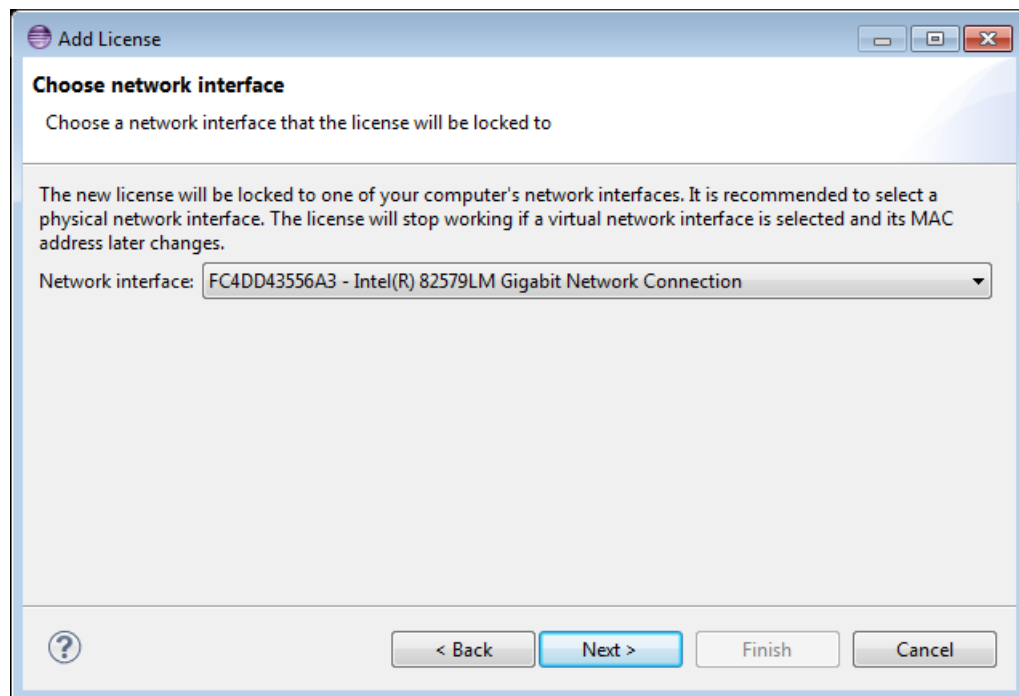 Add License
Choose network interface
Choose a network interface that the license will be locked to
The new license will be locked to one of your computer's network interfaces. It is recommended to select a
physical network interface. The license will stop working if a virtual network interface is selected and its MAC
address later changes.
Network interface: FC4DD43556A3 - Intel(R) 82579LM Gigabit Network Connection
? < Back Next > Finish Cancel